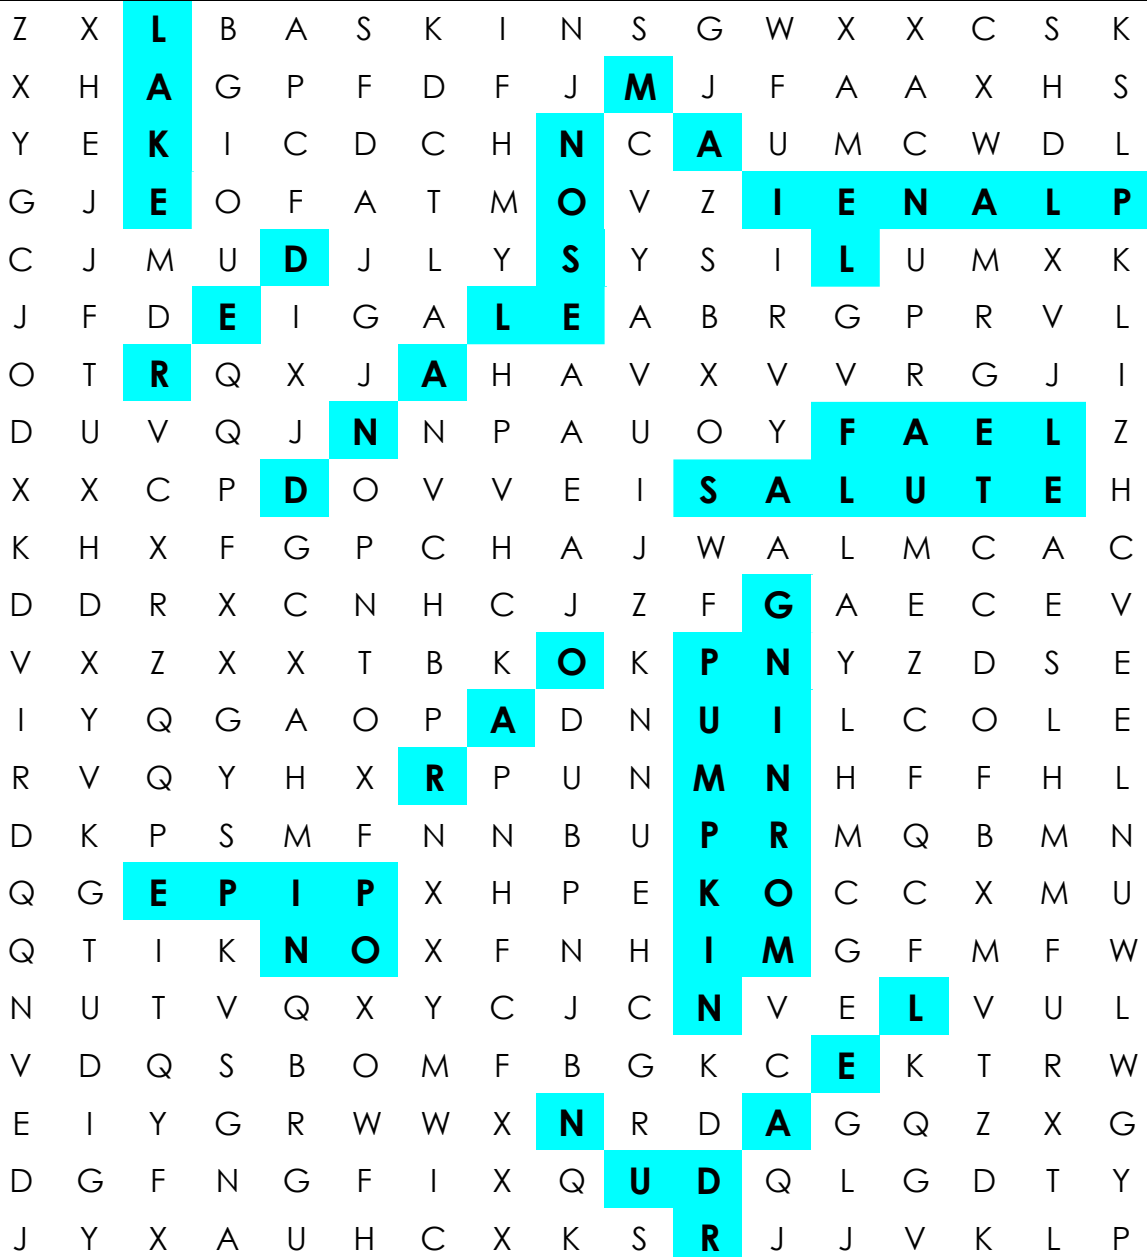 Z X L B A S K I N S G W X X C S K
X H A G P F D F J M J F A A X H S
Y E K I C D C H N C A U M C W D L
G J E O F A T M O V Z I E N A L P
C J M U D J L Y S Y S I L U M X K
J F D E I G A L E A B R G P R V L
O T R Q X J A H A V X V V R G J I
D U V Q J N N P A U O Y F A E L Z
X X C P D O V V E I S A L U T E H
K H X F G P C H A J W A L M C A C
D D R X C N H C J Z F G A E C E V
V X Z X X T B K O K P N Y Z D S E
I Y Q G A O P A D N U I L C O L E
R V Q Y H X R P U N M N H F F H L
D K P S M F N N B U P R M Q B M N
Q G E P I P X H P E K O C C X M U
Q T I K N O X F N H I M G F M F W
N U T V Q X Y C J C N V E L V U L
V D Q S B O M F B G K C E K T R W
E I Y G R W W X N R D A G Q Z X G
D G F N G F I X Q U D Q L G D T Y
J Y X A U H C X K S R J J V K L P